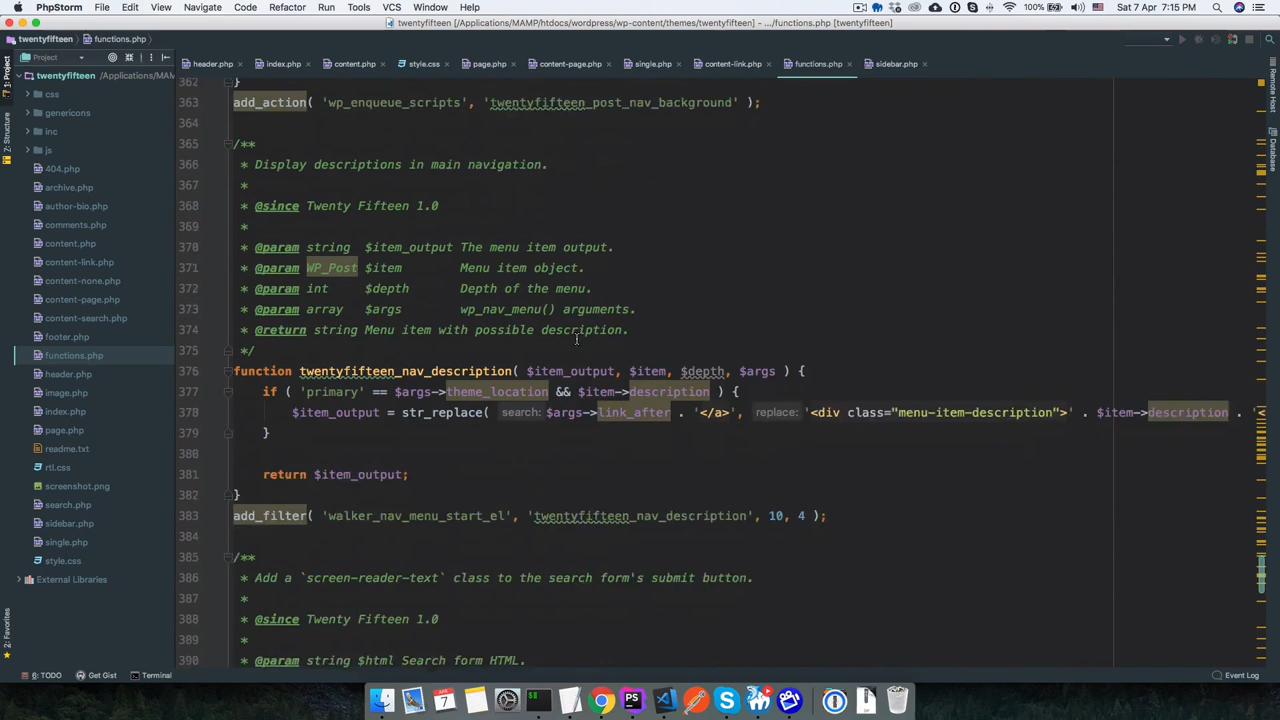 PhpStorm File Edit View Navigate Code Refactor Run Tools VCS Window Help 100% Sat 7 Apr 7:15 PM
twentyfifteen [/Applications/MAMP/htdocs/wordpress/wp-content/themes/twentyfifteen] - .../functions.php [twentyfifteen]
twentyfifteen functions.php
Project
header.php index.php content.php style.css page.php content-page.php single.php content-link.php functions.php sidebar.php
1: Project
7: Structure
2: Favorites
Remote Host
Database
twentyfifteen /Applications/MAM
css
genericons
inc
js
404.php
archive.php
author-bio.php
comments.php
content.php
content-link.php
content-none.php
content-page.php
content-search.php
footer.php
functions.php
header.php
image.php
index.php
page.php
readme.txt
rtl.css
screenshot.png
search.php
sidebar.php
single.php
style.css
External Libraries
362 }
363 add_action( 'wp_enqueue_scripts', 'twentyfifteen_post_nav_background' );
364
365 /**
366 * Display descriptions in main navigation.
367 *
368 * @since Twenty Fifteen 1.0
369 *
370 * @param string $item_output The menu item output.
371 * @param WP_Post $item Menu item object.
372 * @param int $depth Depth of the menu.
373 * @param array $args wp_nav_menu() arguments.
374 * @return string Menu item with possible description.
375 */
376 function twentyfifteen_nav_description( $item_output, $item, $depth, $args ) {
377 if ( 'primary' == $args->theme_location && $item->description ) {
378 $item_output = str_replace( search: $args->link_after . '</a>', replace: '<div class="menu-item-description">' . $item->description . '<
379 }
380
381 return $item_output;
382 }
383 add_filter( 'walker_nav_menu_start_el', 'twentyfifteen_nav_description', 10, 4 );
384
385 /**
386 * Add a `screen-reader-text` class to the search form's submit button.
387 *
388 * @since Twenty Fifteen 1.0
389 *
390 * @param string $html Search form HTML.
6: TODO Get Gist Terminal Event Log